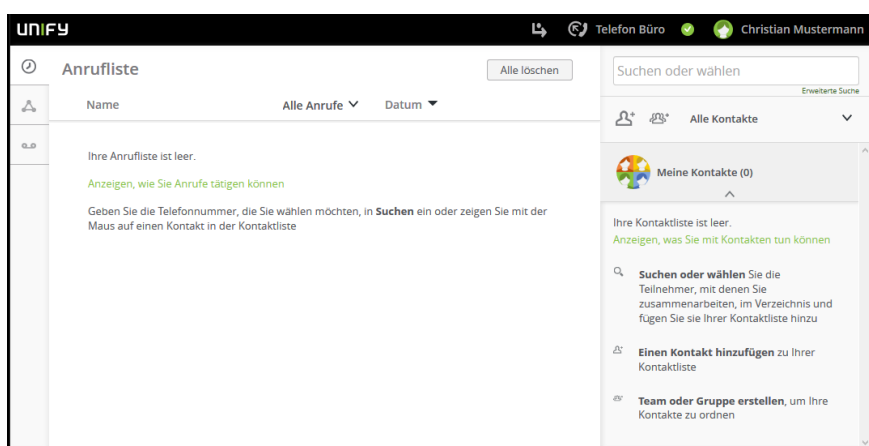 UNIFY
Telefon Büro
Christian Mustermann
Anrufliste
Alle löschen
Name
Alle Anrufe
Datum
Ihre Anrufliste ist leer.
Anzeigen, wie Sie Anrufe tätigen können
Geben Sie die Telefonnummer, die Sie wählen möchten, in Suchen ein oder zeigen Sie mit der
Maus auf einen Kontakt in der Kontaktliste
Suchen oder wählen
Erweiterte Suche
Alle Kontakte
Meine Kontakte (0)
Ihre Kontaktliste ist leer.
Anzeigen, was Sie mit Kontakten tun können
Suchen oder wählen Sie die
Teilnehmer, mit denen Sie
zusammenarbeiten, im Verzeichnis und
fügen Sie sie Ihrer Kontaktliste hinzu
Einen Kontakt hinzufügen zu Ihrer
Kontaktliste
Team oder Gruppe erstellen, um Ihre
Kontakte zu ordnen